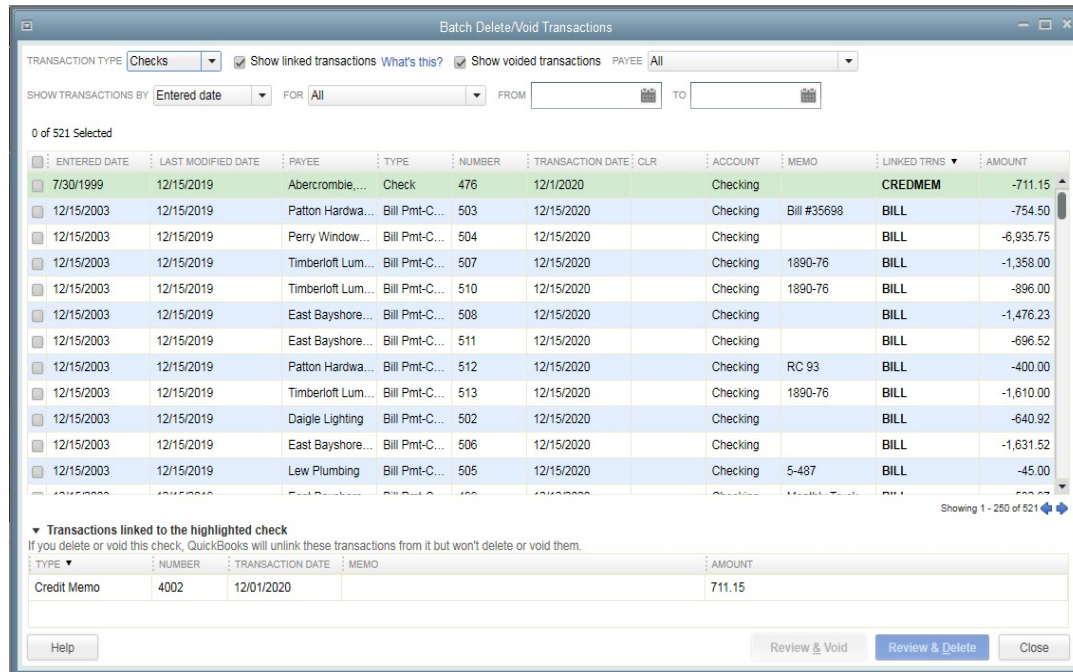 Batch Delete/Void Transactions
TRANSACTION TYPE Checks Show linked transactions What's this? Show voided transactions PAYEE All
SHOW TRANSACTIONS BY Entered date FOR All FROM TO
0 of 521 Selected
ENTERED DATE LAST MODIFIED DATE PAYEE TYPE NUMBER TRANSACTION DATE CLR ACCOUNT MEMO LINKED TRNS AMOUNT
7/30/1999 12/15/2019 Abercrombie,... Check 476 12/1/2020 Checking CREDMEM -711.15
12/15/2003 12/15/2019 Patton Hardwa... Bill Pmt-C... 503 12/15/2020 Checking Bill #35698 BILL -754.50
12/15/2003 12/15/2019 Perry Window... Bill Pmt-C... 504 12/15/2020 Checking BILL -6,935.75
12/15/2003 12/15/2019 Timberloft Lum... Bill Pmt-C... 507 12/15/2020 Checking 1890-76 BILL -1,358.00
12/15/2003 12/15/2019 Timberloft Lum... Bill Pmt-C... 510 12/15/2020 Checking 1890-76 BILL -896.00
12/15/2003 12/15/2019 East Bayshore... Bill Pmt-C... 508 12/15/2020 Checking BILL -1,476.23
12/15/2003 12/15/2019 East Bayshore... Bill Pmt-C... 511 12/15/2020 Checking BILL -696.52
12/15/2003 12/15/2019 Patton Hardwa... Bill Pmt-C... 512 12/15/2020 Checking RC 93 BILL -400.00
12/15/2003 12/15/2019 Timberloft Lum... Bill Pmt-C... 513 12/15/2020 Checking 1890-76 BILL -1,610.00
12/15/2003 12/15/2019 Daigle Lighting Bill Pmt-C... 502 12/15/2020 Checking BILL -640.92
12/15/2003 12/15/2019 East Bayshore... Bill Pmt-C... 506 12/15/2020 Checking BILL -1,631.52
12/15/2003 12/15/2019 Lew Plumbing Bill Pmt-C... 505 12/15/2020 Checking 5-487 BILL -45.00
Showing 1 - 250 of 521
Transactions linked to the highlighted check
If you delete or void this check, QuickBooks will unlink these transactions from it but won't delete or void them.
TYPE NUMBER TRANSACTION DATE MEMO AMOUNT
Credit Memo 4002 12/01/2020 711.15
Help Review & Void Review & Delete Close